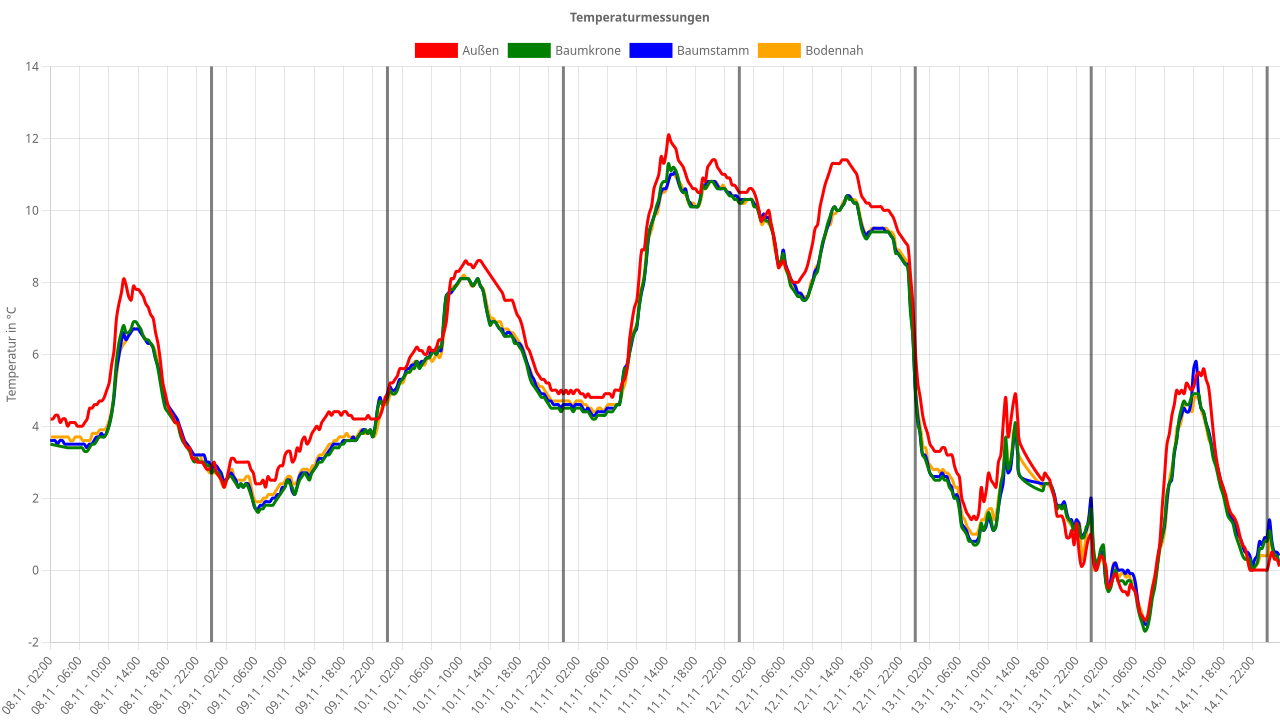 Temperaturmessungen
Außen Baumkrone Baumstamm Bodennah
Temperatur in °C
14
12
10
8
6
4
2
0
-2
08.11 - 02:00
08.11 - 06:00
08.11 - 10:00
08.11 - 14:00
08.11 - 18:00
08.11 - 22:00
09.11 - 02:00
09.11 - 06:00
09.11 - 10:00
09.11 - 14:00
09.11 - 18:00
09.11 - 22:00
10.11 - 02:00
10.11 - 06:00
10.11 - 10:00
10.11 - 14:00
10.11 - 18:00
10.11 - 22:00
11.11 - 02:00
11.11 - 06:00
11.11 - 10:00
11.11 - 14:00
11.11 - 18:00
11.11 - 22:00
12.11 - 02:00
12.11 - 06:00
12.11 - 10:00
12.11 - 14:00
12.11 - 18:00
12.11 - 22:00
13.11 - 02:00
13.11 - 06:00
13.11 - 10:00
13.11 - 14:00
13.11 - 18:00
13.11 - 22:00
14.11 - 02:00
14.11 - 06:00
14.11 - 10:00
14.11 - 14:00
14.11 - 18:00
14.11 - 22:00